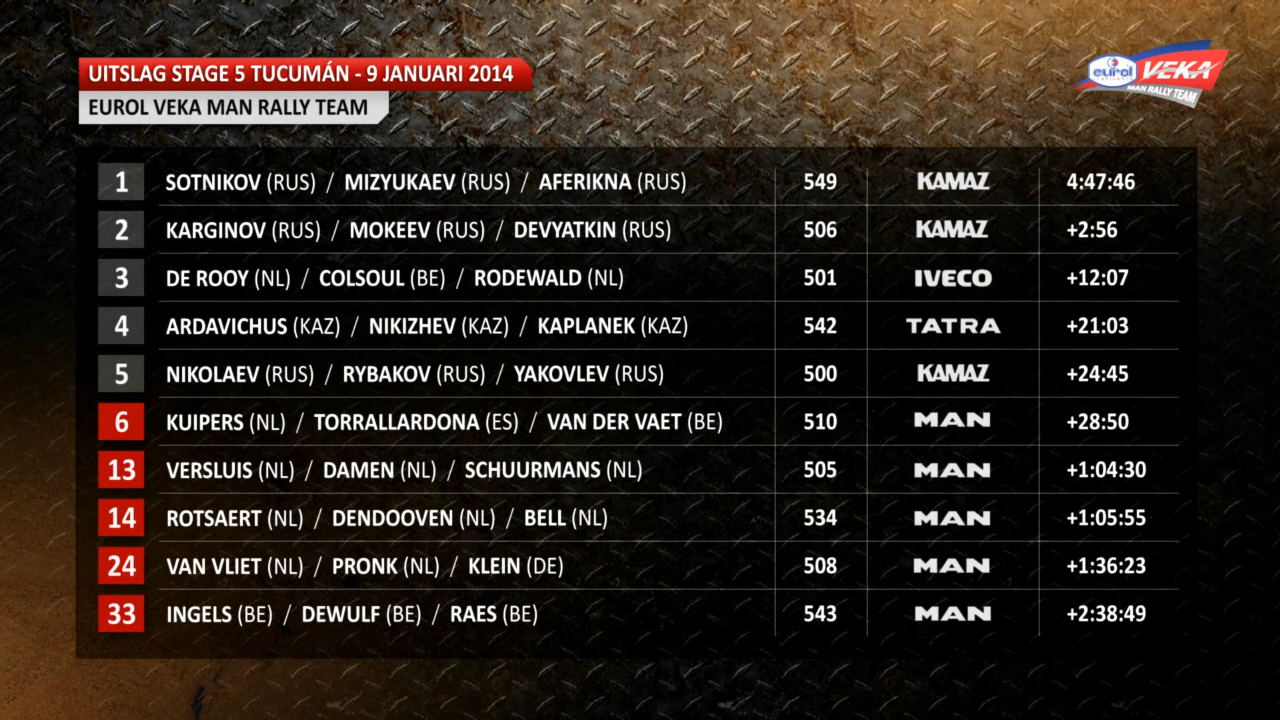 UITSLAG STAGE 5 TUCUMÁN - 9 JANUARI 2014
EUROL VEKA MAN RALLY TEAM
eurol VEKA
MAN RALLY TEAM
1 SOTNIKOV (RUS) / MIZYUKAEV (RUS) / AFERIKNA (RUS) 549 KAMAZ 4:47:46
2 KARGINOV (RUS) / MOKEEV (RUS) / DEVYATKIN (RUS) 506 KAMAZ +2:56
3 DE ROOY (NL) / COLSOUL (BE) / RODEWALD (NL) 501 IVECO +12:07
4 ARDAVICHUS (KAZ) / NIKIZHEV (KAZ) / KAPLANEK (KAZ) 542 TATRA +21:03
5 NIKOLAEV (RUS) / RYBAKOV (RUS) / YAKOVLEV (RUS) 500 KAMAZ +24:45
6 KUIPERS (NL) / TORRALLARDONA (ES) / VAN DER VAET (BE) 510 MAN +28:50
13 VERSLUIS (NL) / DAMEN (NL) / SCHUURMANS (NL) 505 MAN +1:04:30
14 ROTSAERT (NL) / DENDOOVEN (NL) / BELL (NL) 534 MAN +1:05:55
24 VAN VLIET (NL) / PRONK (NL) / KLEIN (DE) 508 MAN +1:36:23
33 INGELS (BE) / DEWULF (BE) / RAES (BE) 543 MAN +2:38:49